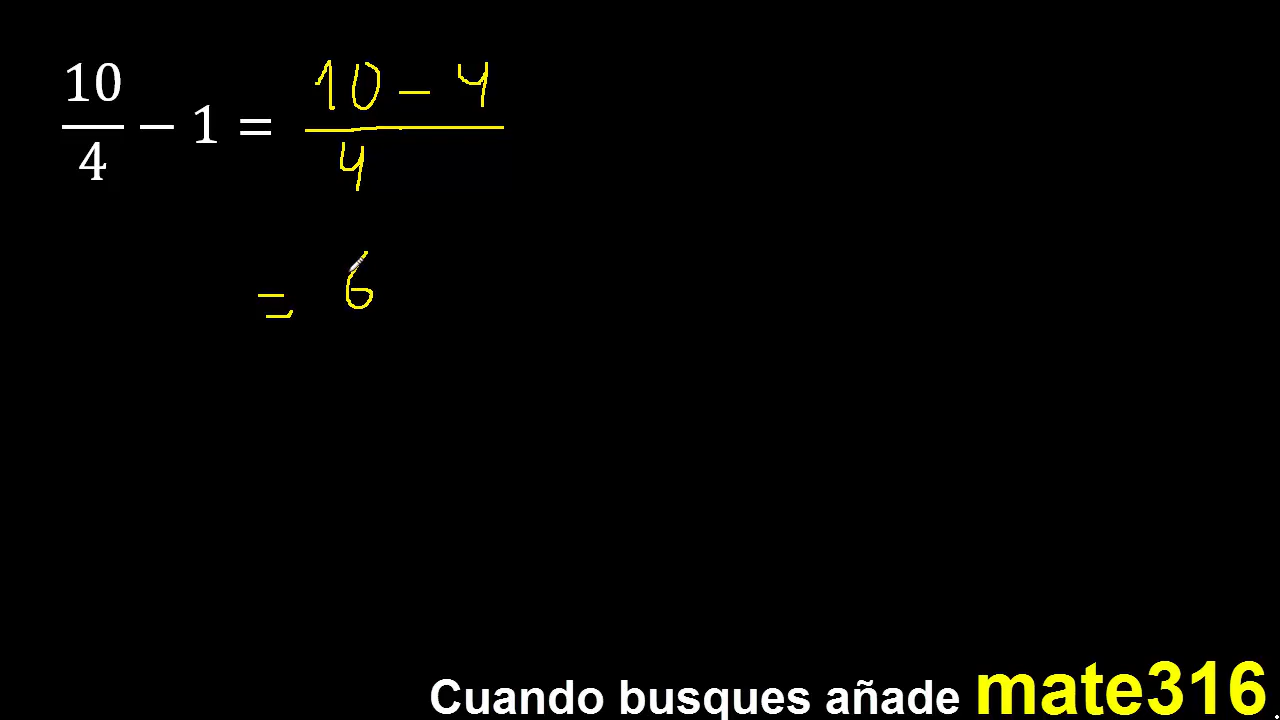 10/4 − 1 = 10 − 4/4
= 6
Cuando busques añade mate316